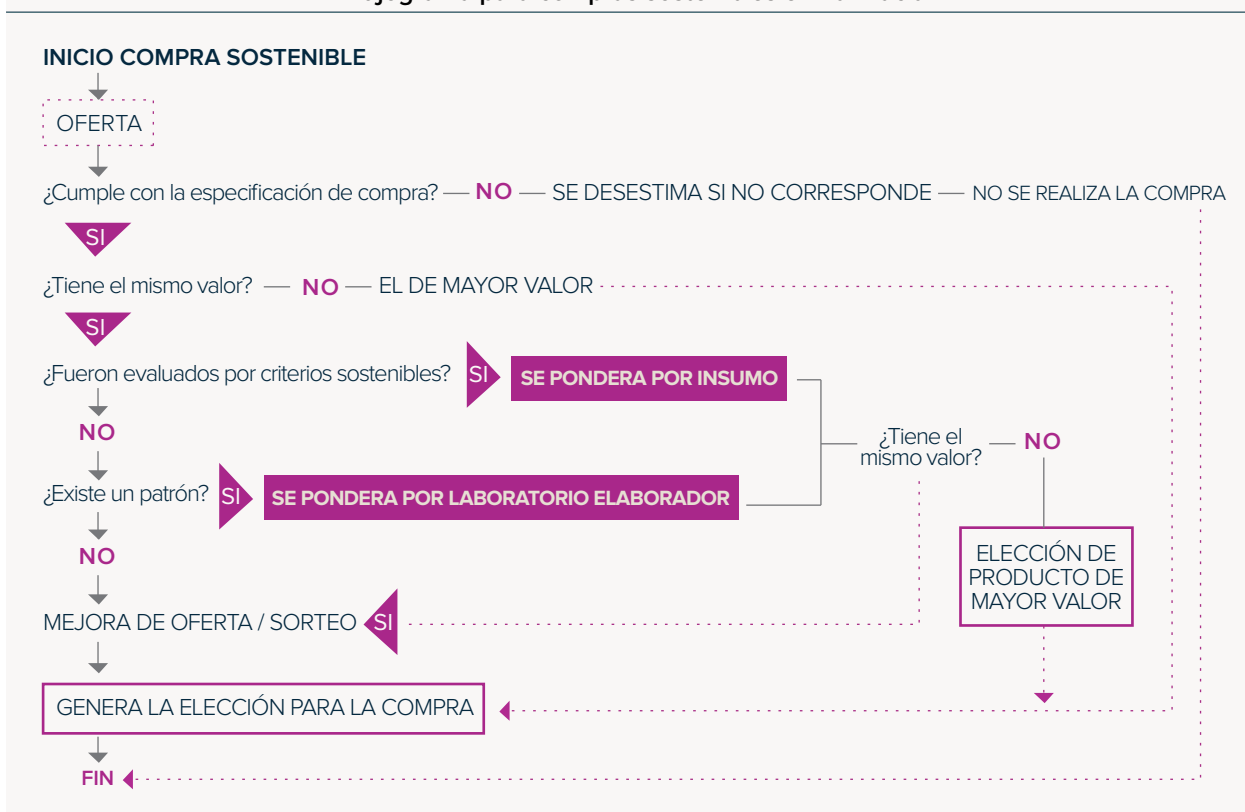 INICIO COMPRA SOSTENIBLE
OFERTA
¿Cumple con la especificación de compra? NO SE DESESTIMA SI NO CORRESPONDE NO SE REALIZA LA COMPRA
SI
¿Tiene el mismo valor? NO EL DE MAYOR VALOR
SI
¿Fueron evaluados por criterios sostenibles? SI SE PONDERA POR INSUMO
NO
¿Tiene el
mismo valor?
NO
¿Existe un patrón? SI SE PONDERA POR LABORATORIO ELABORADOR
NO
ELECCIÓN DE
PRODUCTO DE
MAYOR VALOR
MEJORA DE OFERTA / SORTEO SI
GENERA LA ELECCIÓN PARA LA COMPRA
FIN